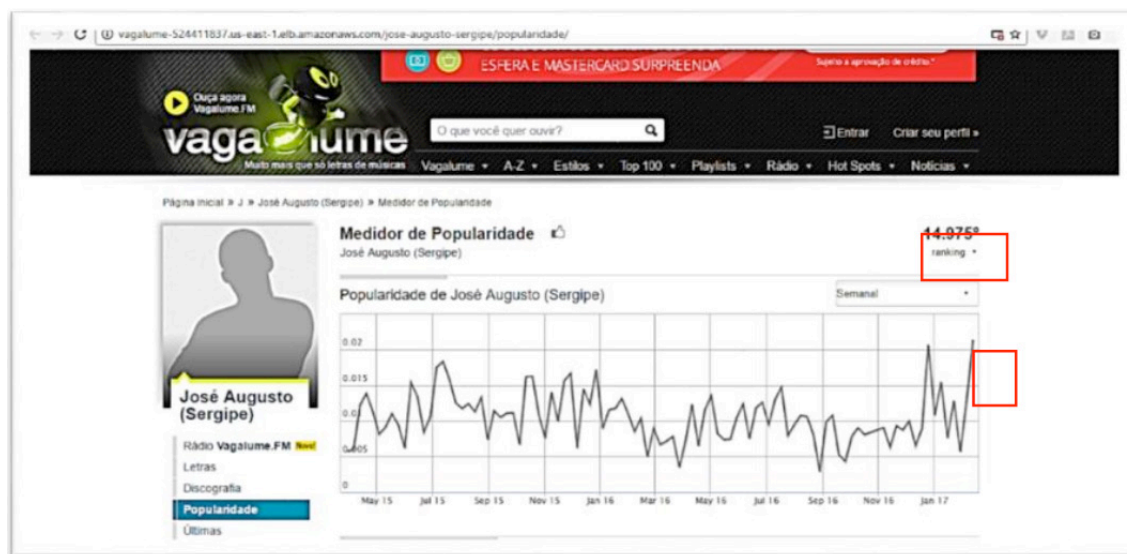 vagalume-524411837.us-east-1.elb.amazonaws.com/jose-augusto-sergipe/popularidade/
ESFERA E MASTERCARD SURPREENDA
Sujeito a aprovação de crédito.*
Ouça agora
Vagalume.FM
vagalume
Muito mais que só letras de músicas
O que você quer ouvir?
Entrar
Criar seu perfil »
Vagalume A-Z Estilos Top 100 Playlists Rádio Hot Spots Notícias
Página inicial » J » José Augusto (Sergipe) » Medidor de Popularidade
Medidor de Popularidade
14.975º
José Augusto (Sergipe)
ranking
Popularidade de José Augusto (Sergipe)
Semanal
0.02
0.015
0.01
0.005
0
May 15 Jul 15 Sep 15 Nov 15 Jan 16 Mar 16 May 16 Jul 16 Sep 16 Nov 16 Jan 17
José Augusto
(Sergipe)
Rádio Vagalume.FM Novo!
Letras
Discografia
Popularidade
Últimas